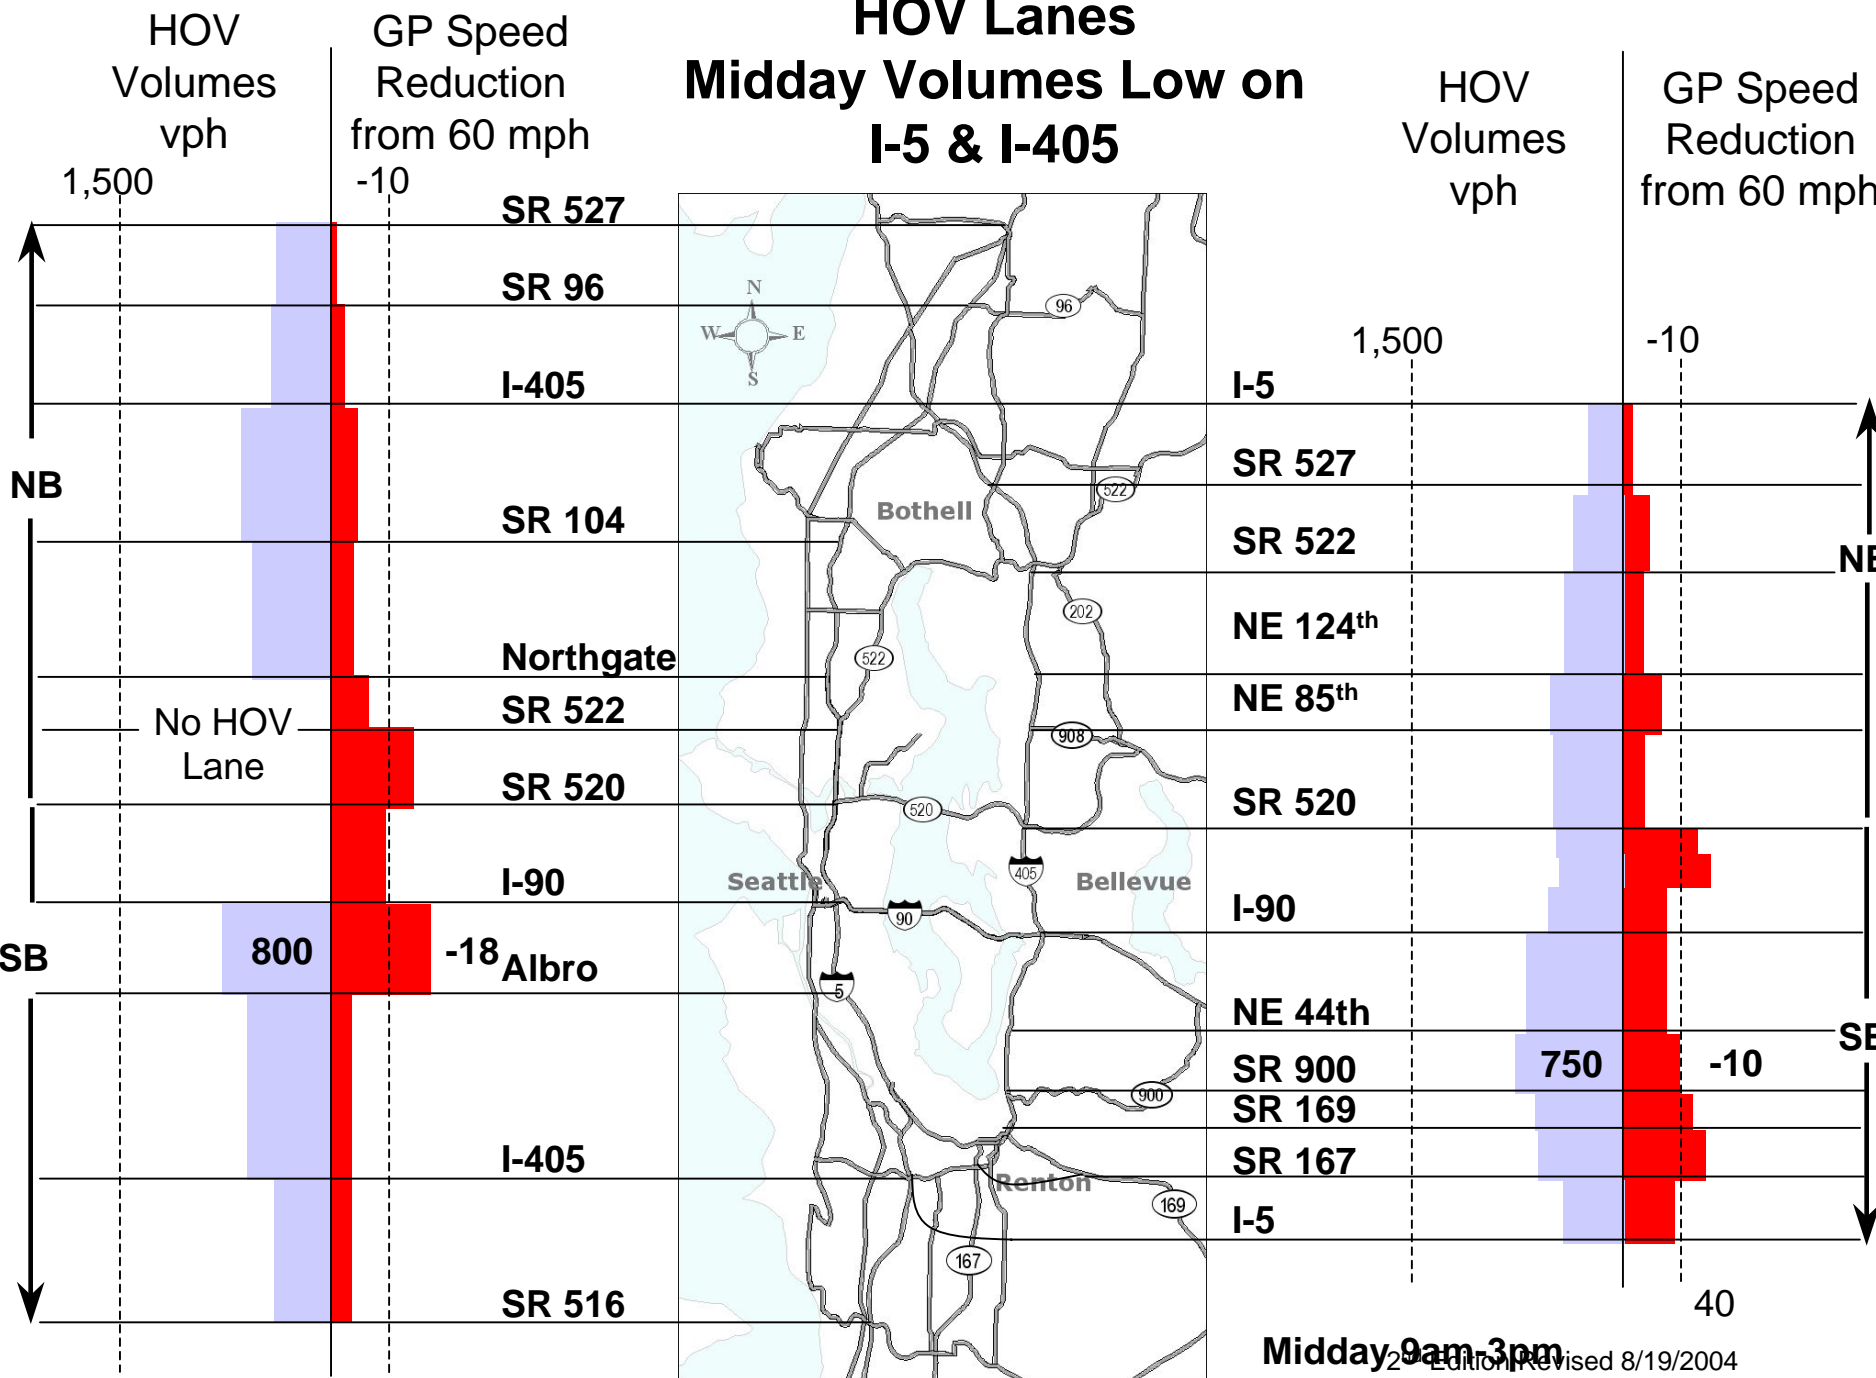 HOV Lanes
Midday Volumes Low on
I-5 & I-405
HOV
Volumes
vph
GP Speed
Reduction
from 60 mph
1,500
-10
SR 527
SR 96
I-405
SR 104
Northgate
SR 522
SR 520
I-90
Albro
I-405
SR 516
NB
SB
No HOV
Lane
800
-18
N
W
E
S
96
Bothell
522
202
522
908
520
Seattle
405
Bellevue
90
5
900
Renton
169
167
HOV
Volumes
vph
GP Speed
Reduction
from 60 mph
1,500
-10
I-5
SR 527
SR 522
NE 124th
NE 85th
SR 520
I-90
NE 44th
SR 900
SR 169
SR 167
I-5
750
-10
40
Midday 9am-3pm
2nd Edition Revised 8/19/2004